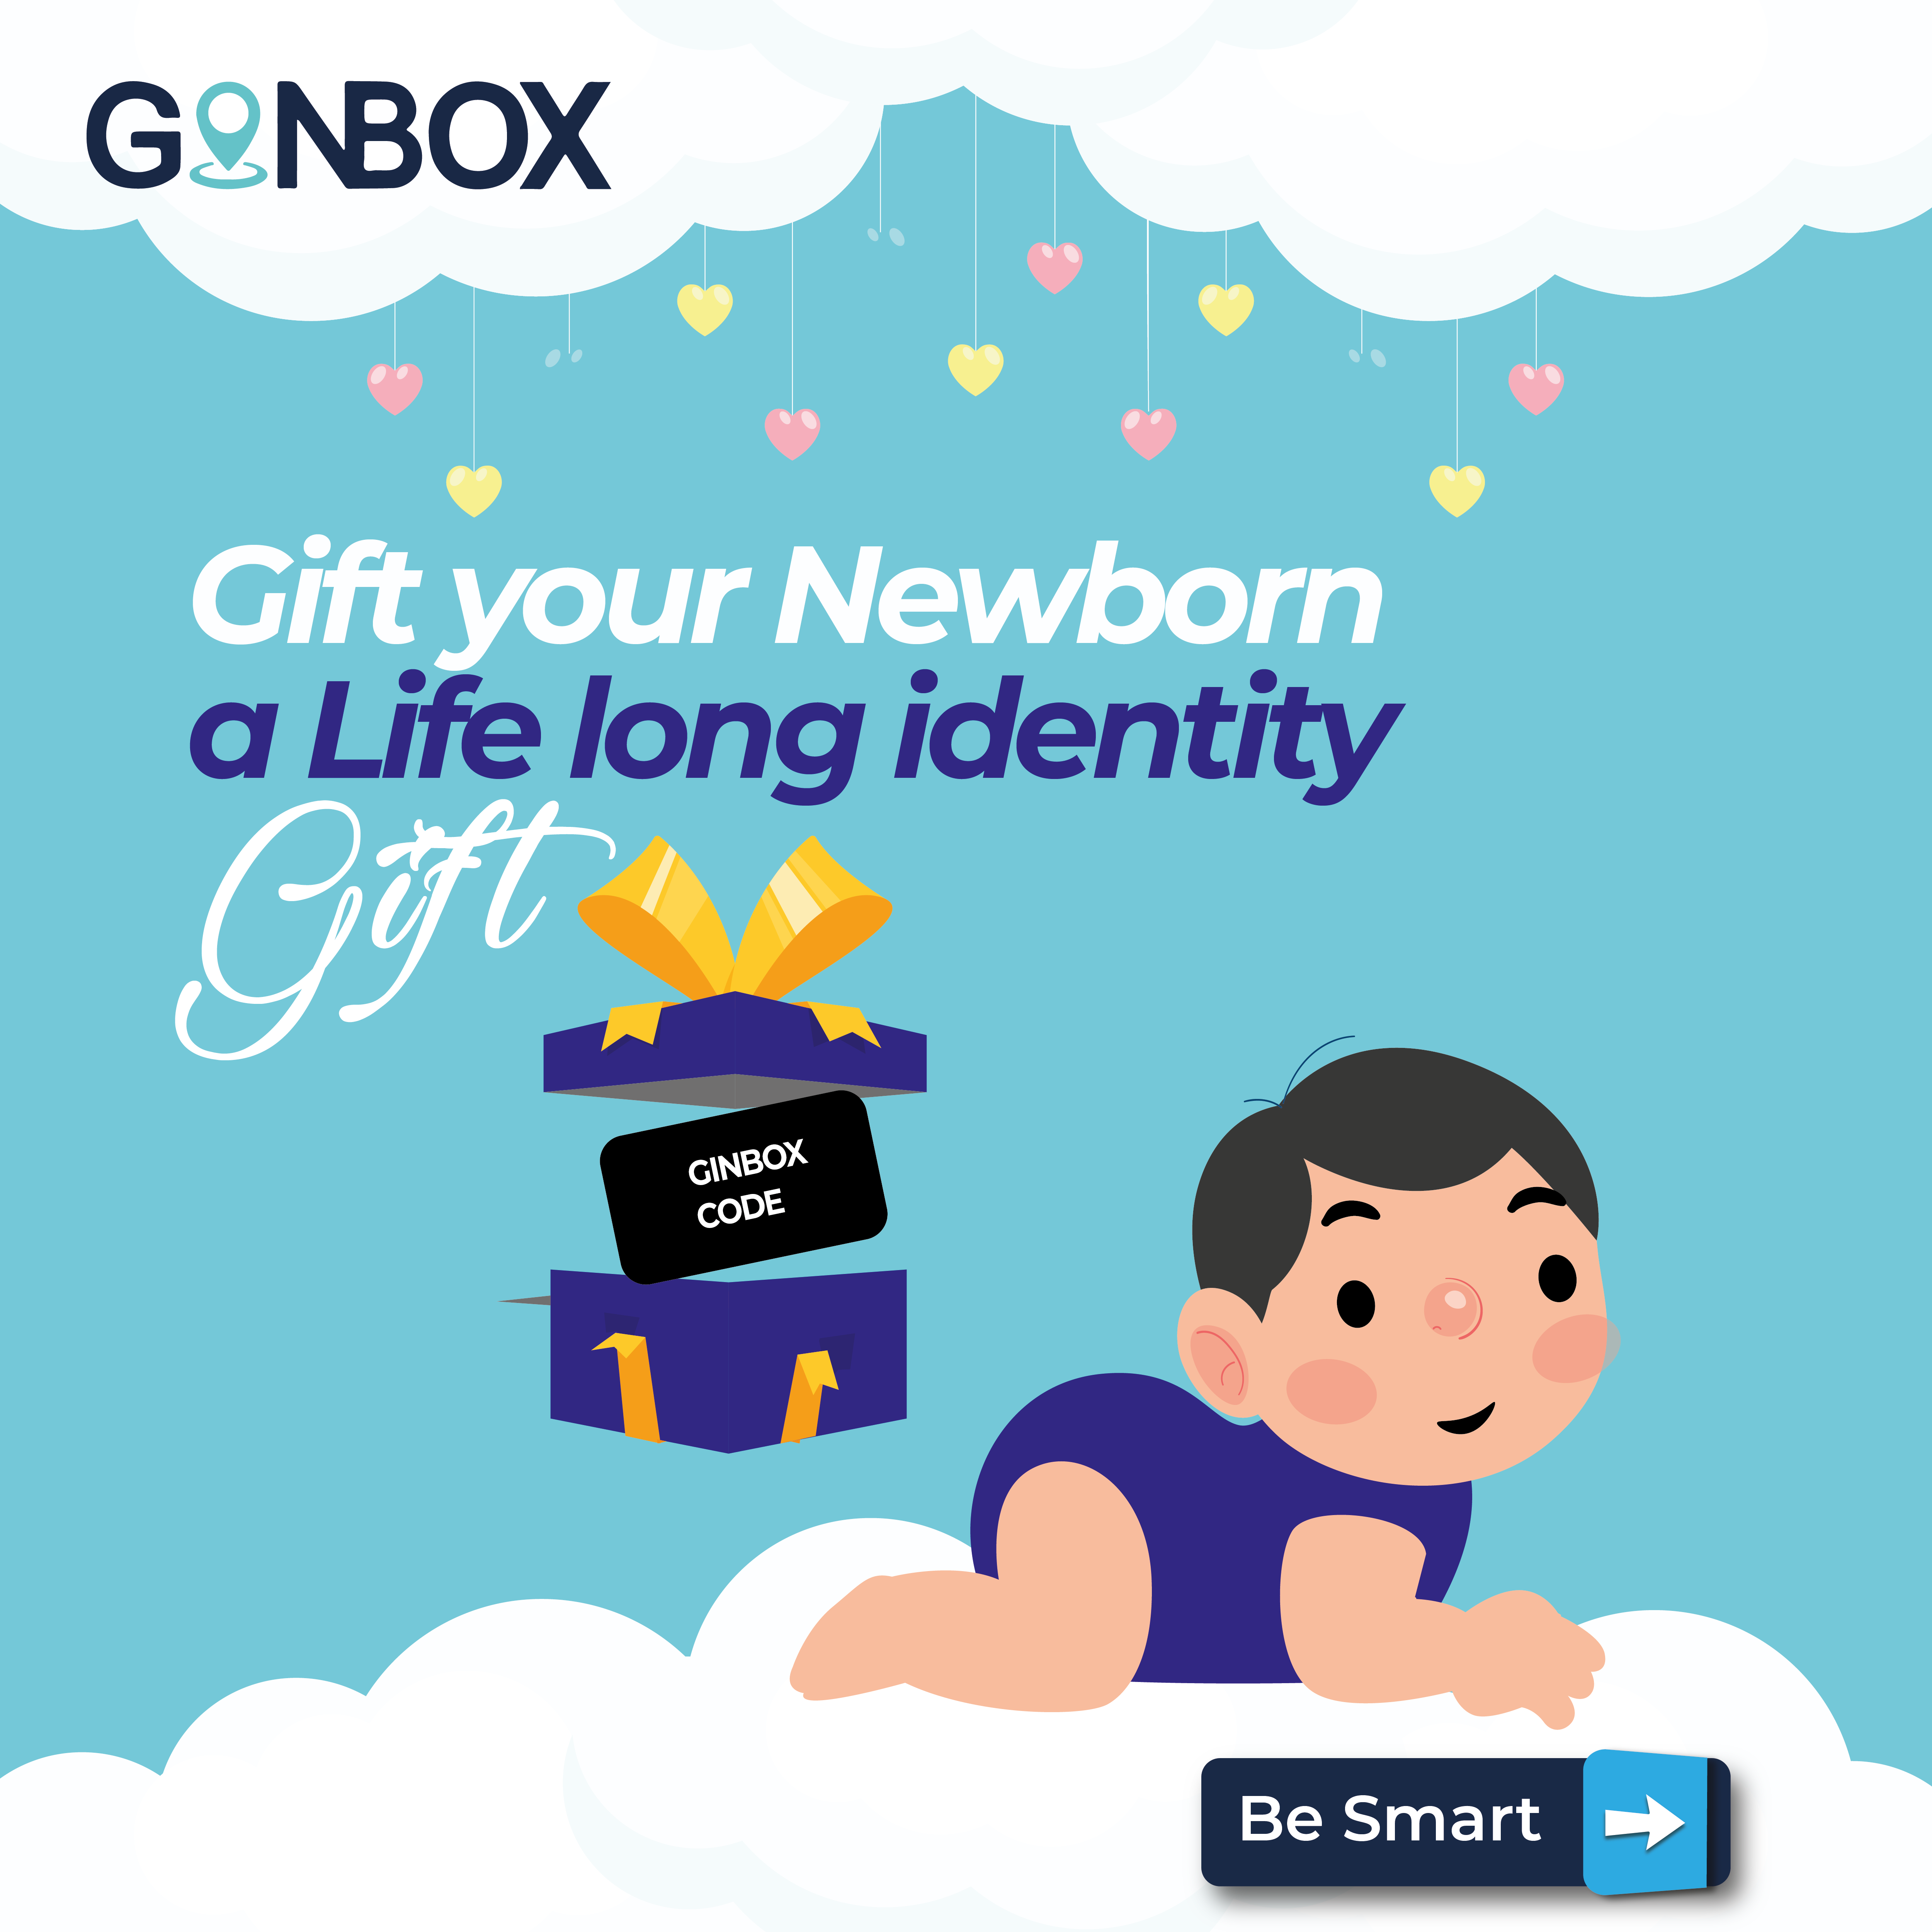 GINBOX
Gift your Newborn
a Life long identity
Gift
GINBOX
CODE
Be Smart